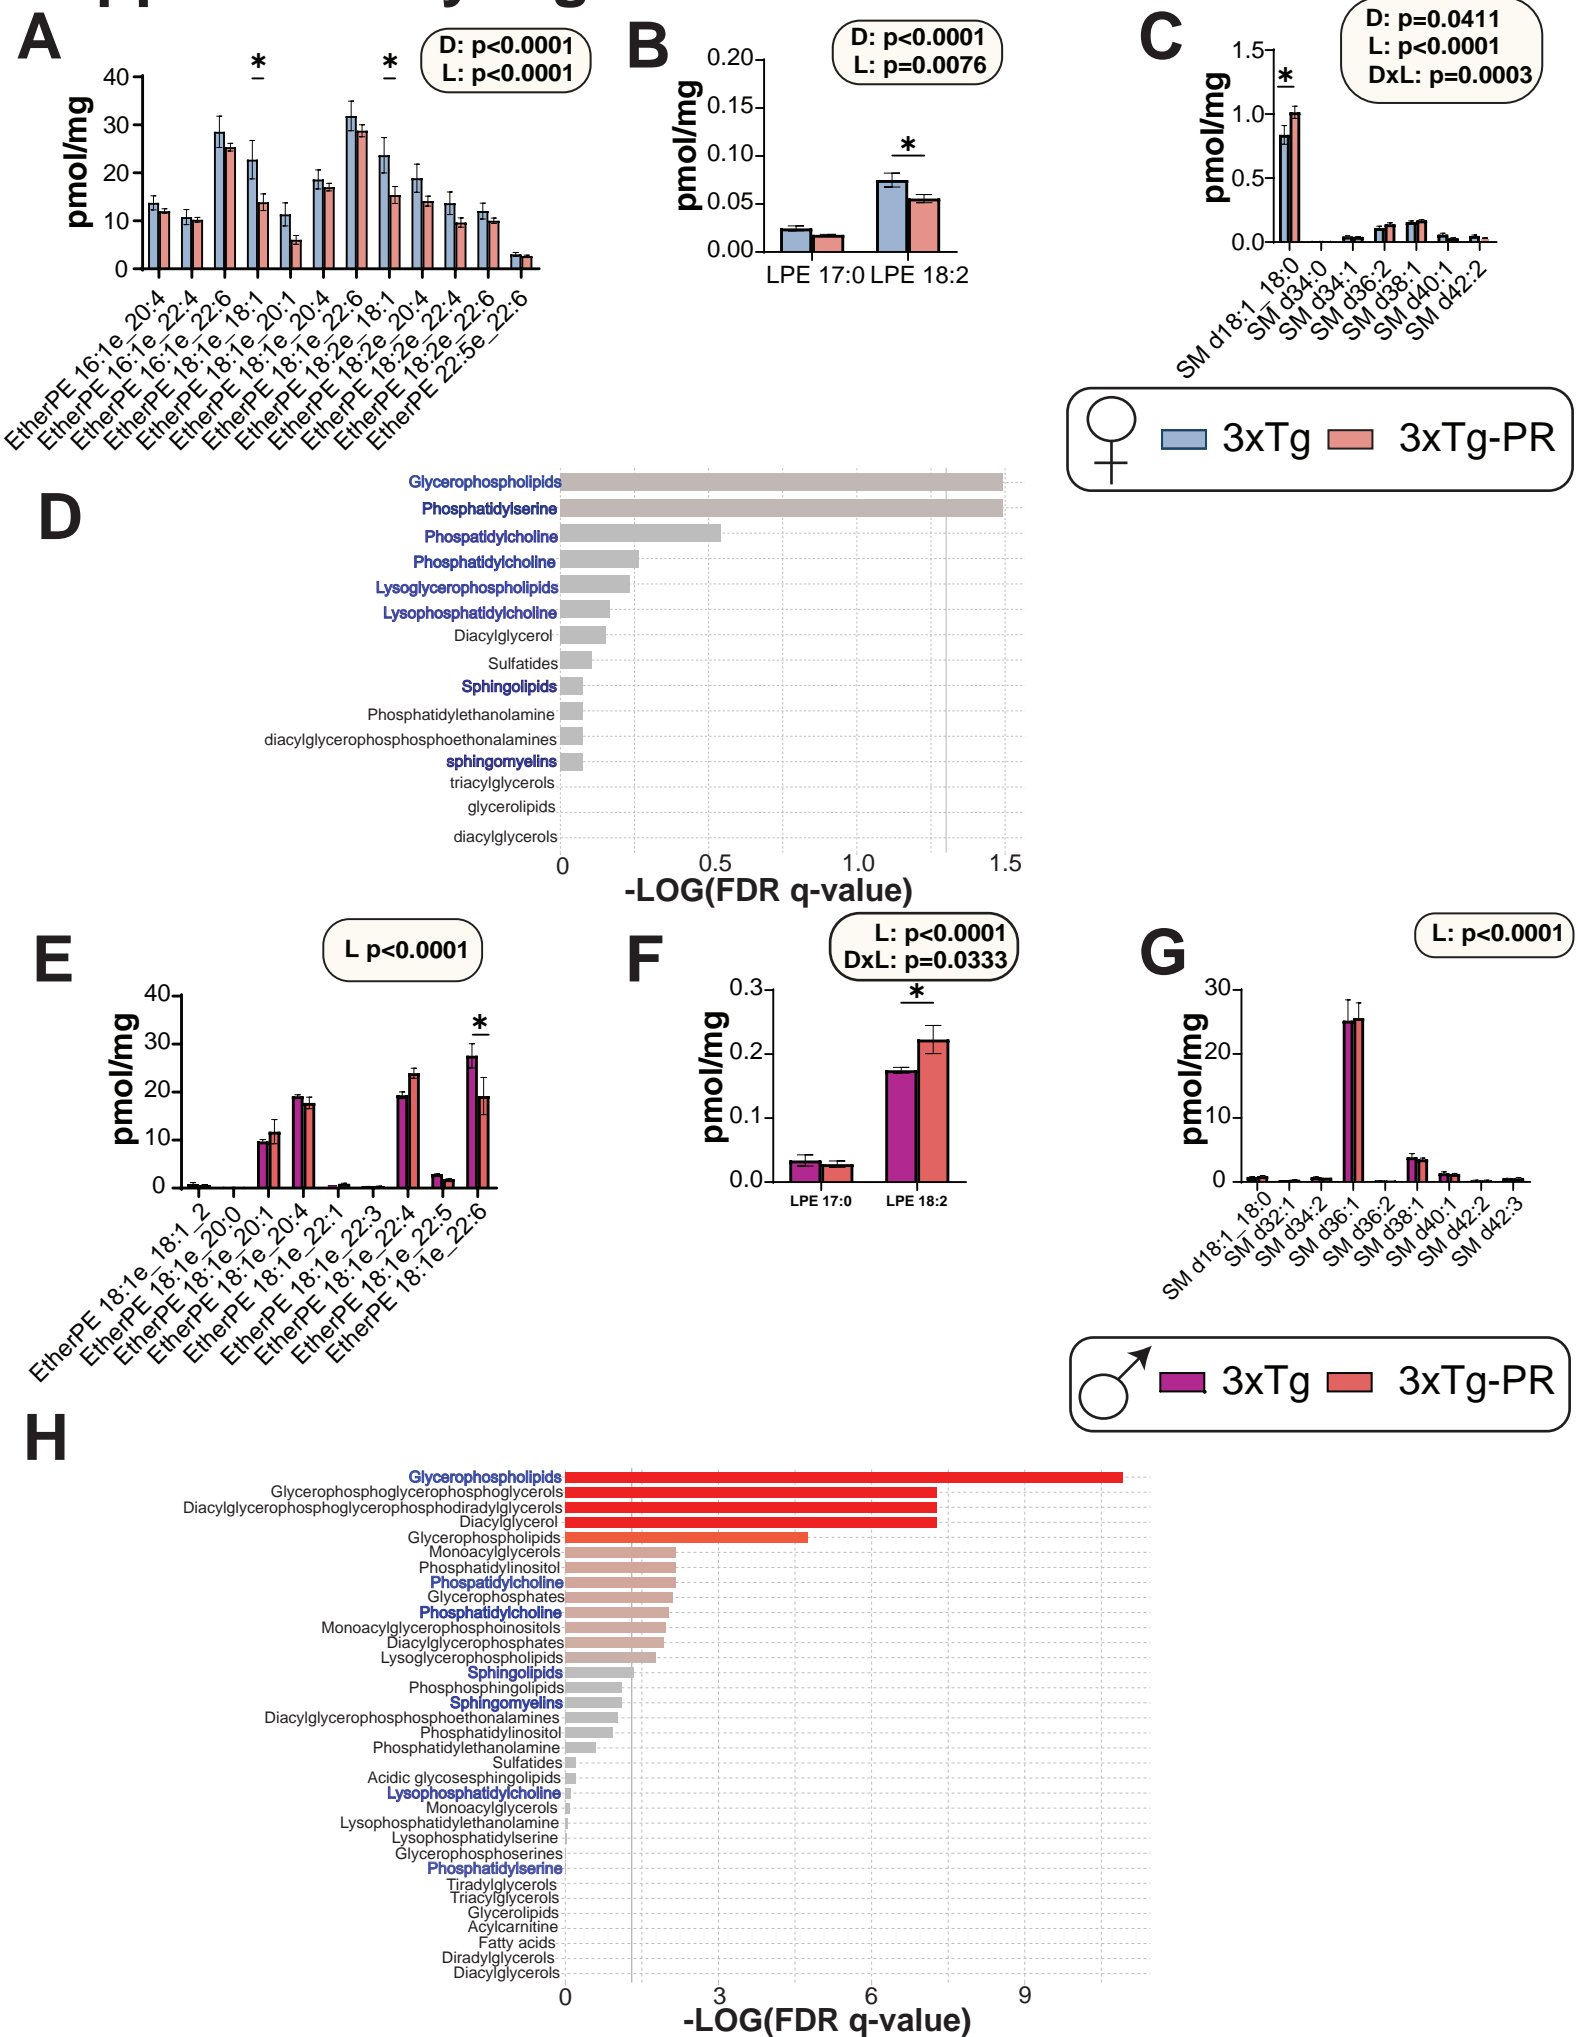 A
*
*
D: p<0.0001
L: p<0.0001
pmol/mg
40
30
20
10
0
EtherPE 16:1e_20:4
EtherPE 16:1e_22:4
EtherPE 16:1e_22:6
EtherPE 18:1e_18:1
EtherPE 18:1e_20:1
EtherPE 18:1e_20:4
EtherPE 18:1e_22:6
EtherPE 18:2e_18:1
EtherPE 18:2e_20:4
EtherPE 18:2e_22:4
EtherPE 18:2e_22:6
EtherPE 22:5e_22:6
B
D: p<0.0001
L: p=0.0076
pmol/mg
0.20
0.15
0.10
0.05
0.00
*
LPE 17:0 LPE 18:2
C
D: p=0.0411
L: p<0.0001
DxL: p=0.0003
pmol/mg
1.5
1.0
0.5
0.0
*
SM d18:1_18:0
SM d34:0
SM d34:1
SM d36:2
SM d38:1
SM d40:1
SM d42:2
3xTg 3xTg-PR
D
Glycerophospholipids
Phosphatidylserine
Phospatidylcholine
Phosphatidylcholine
Lysoglycerophospholipids
Lysophosphatidylcholine
Diacylglycerol
Sulfatides
Sphingolipids
Phosphatidylethanolamine
diacylglycerophosphosphoethonalamines
sphingomyelins
triacylglycerols
glycerolipids
diacylglycerols
0 0.5 1.0 1.5
-LOG(FDR q-value)
E
L p<0.0001
pmol/mg
40
30
20
10
0
*
EtherPE 18:1e_18:1_2
EtherPE 18:1e_20:0
EtherPE 18:1e_20:1
EtherPE 18:1e_20:4
EtherPE 18:1e_22:1
EtherPE 18:1e_22:3
EtherPE 18:1e_22:4
EtherPE 18:1e_22:5
EtherPE 18:1e_22:6
F
L: p<0.0001
DxL: p=0.0333
pmol/mg
0.3
0.2
0.1
0.0
*
LPE 17:0 LPE 18:2
G
L: p<0.0001
pmol/mg
30
20
10
0
SM d18:1_18:0
SM d32:1
SM d34:2
SM d36:1
SM d36:2
SM d38:1
SM d40:1
SM d42:2
SM d42:3
3xTg 3xTg-PR
H
Glycerophospholipids
Glycerophosphoglycerophosphoglycerols
Diacylglycerophosphoglycerophosphodiradylglycerols
Diacylglycerol
Glycerophospholipids
Monoacylglycerols
Phosphatidylinositol
Phospatidylcholine
Glycerophosphates
Phosphatidylcholine
Monoacylglycerophosphoinositols
Diacylglycerophosphates
Lysoglycerophospholipids
Sphingolipids
Phosphosphingolipids
Sphingomyelins
Diacylglycerophosphosphoethonalamines
Phosphatidylinositol
Phosphatidylethanolamine
Sulfatides
Acidic glycosesphingolipids
Lysophosphatidylcholine
Monoacylglycerols
Lysophosphatidylethanolamine
Lysophosphatidylserine
Glycerophosphoserines
Phosphatidylserine
Tiradylglycerols
Triacylglycerols
Glycerolipids
Acylcarnitine
Fatty acids
Diradylglycerols
Diacylglycerols
0 3 6 9
-LOG(FDR q-value)